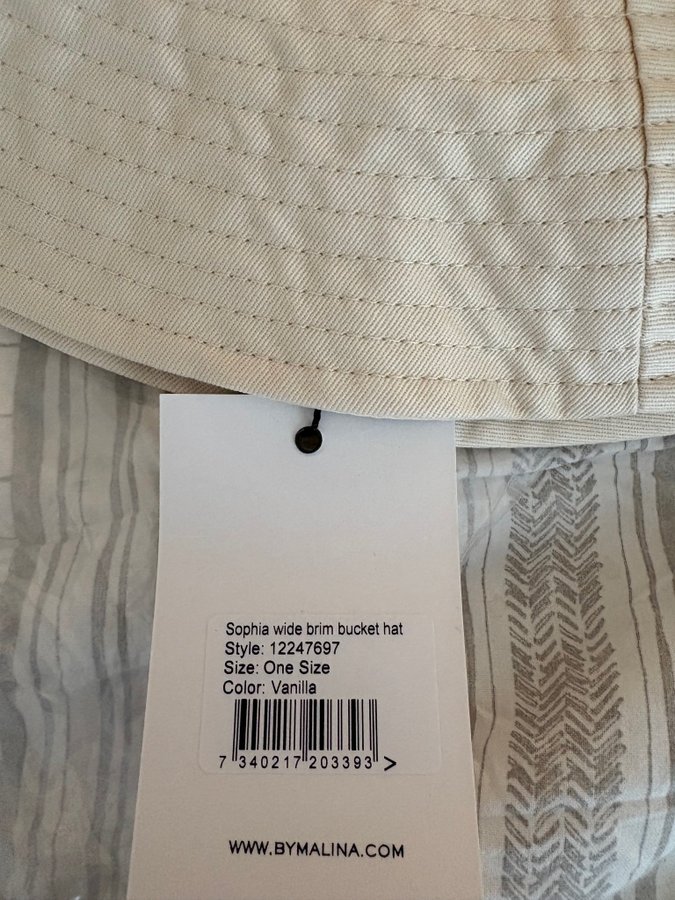 Sophia wide brim bucket hat
Style: 12247697
Size: One Size
Color: Vanilla
7 340217 203393 >
WWW.BYMALINA.COM